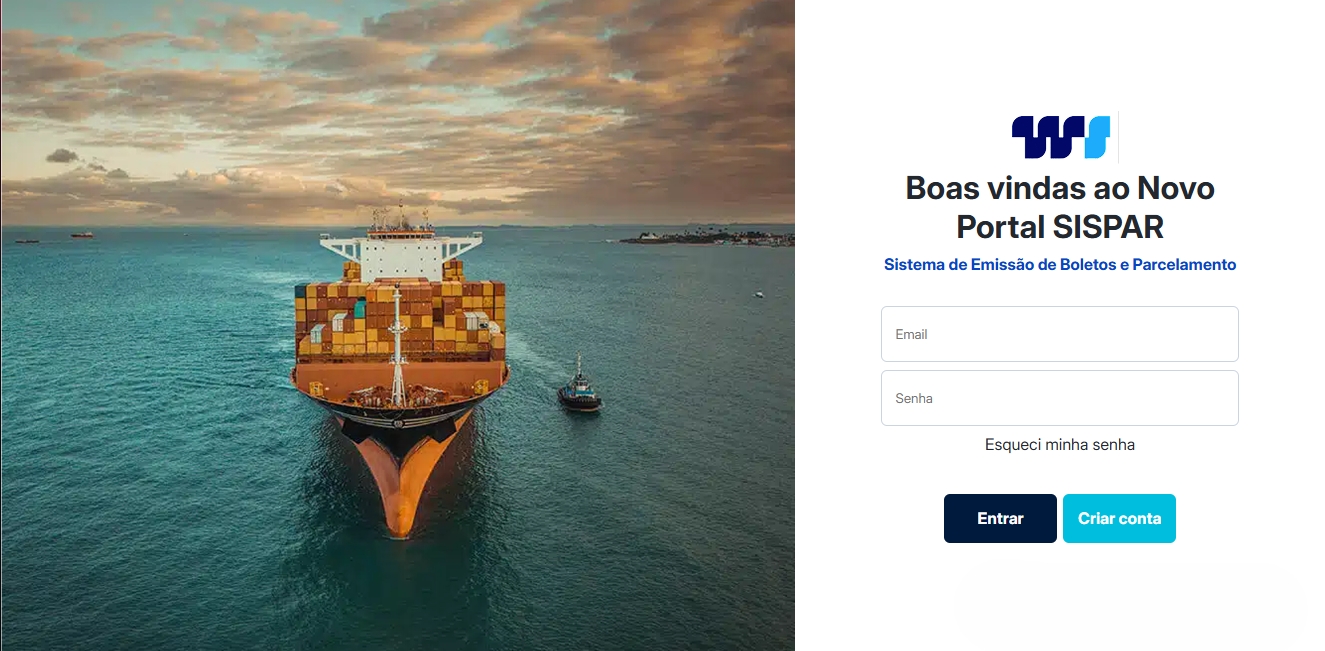 Boas vindas ao Novo
Portal SISPAR
Sistema de Emissão de Boletos e Parcelamento
Email
Senha
Esqueci minha senha
Entrar
Criar conta